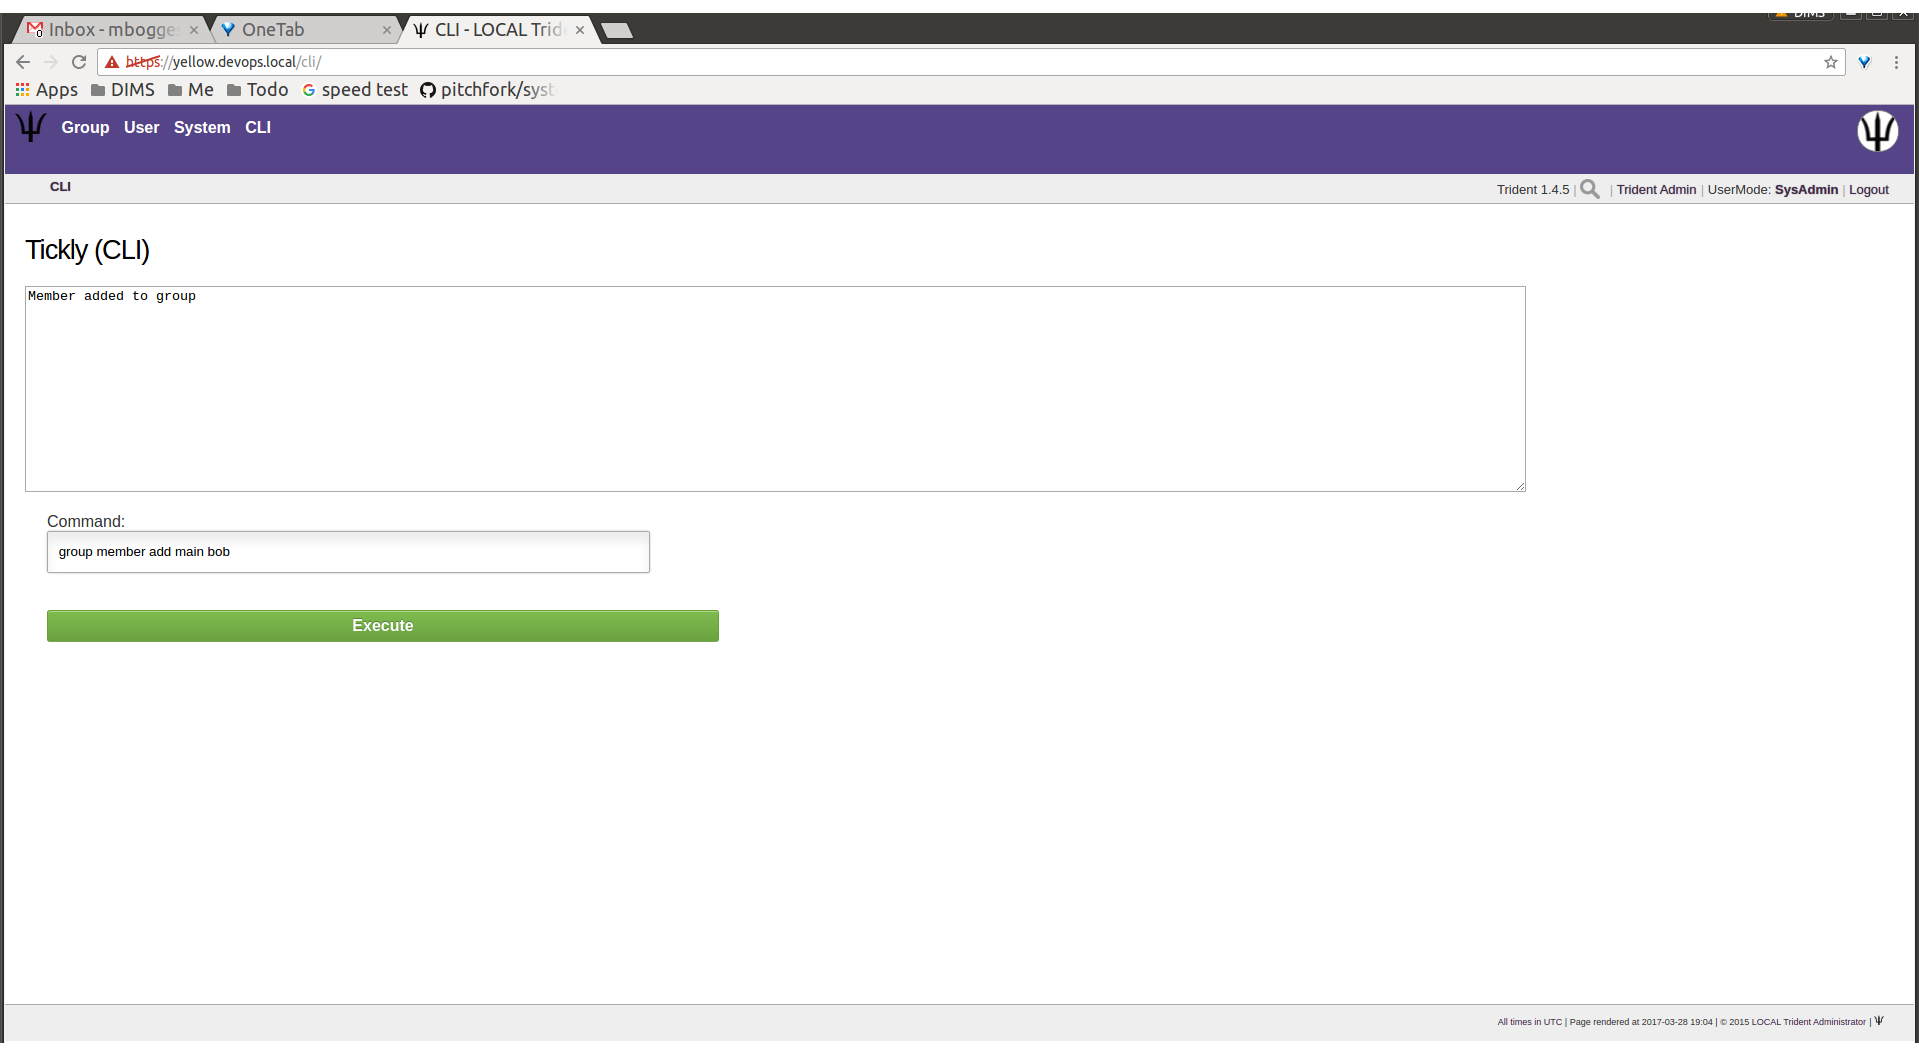 DIMS
Inbox - mbogge
OneTab
CLI - LOCAL Trid
https://yellow.devops.local/cli/
Apps DIMS Me Todo speed test pitchfork/syst
Group User System CLI
CLI
Trident 1.4.5 | | Trident Admin | UserMode: SysAdmin | Logout
Tickly (CLI)
Member added to group
Command:
group member add main bob
Execute
All times in UTC | Page rendered at 2017-03-28 19:04 | © 2015 LOCAL Trident Administrator |